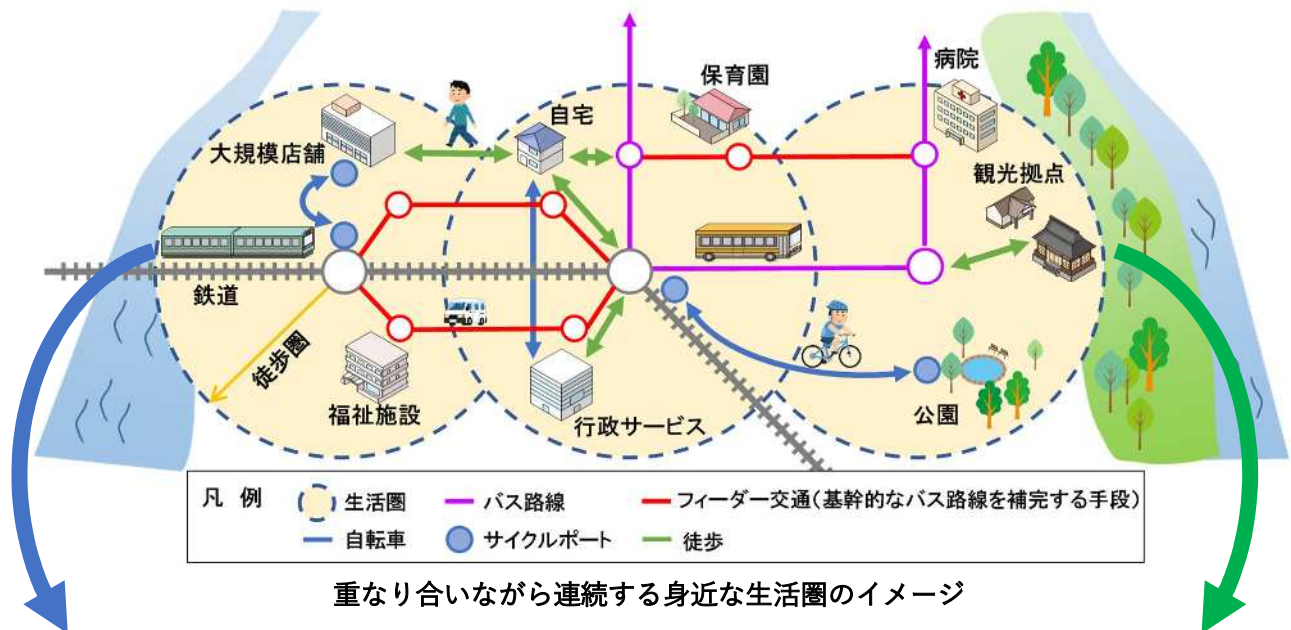 病院
保育園
自宅
大規模店舗
観光拠点
鉄道
徒歩圏
公園
福祉施設
行政サービス
凡 例
生活圏
バス路線
フィーダー交通(基幹的なバス路線を補完する手段)
自転車
サイクルポート
徒歩
重なり合いながら連続する身近な生活圏のイメージ